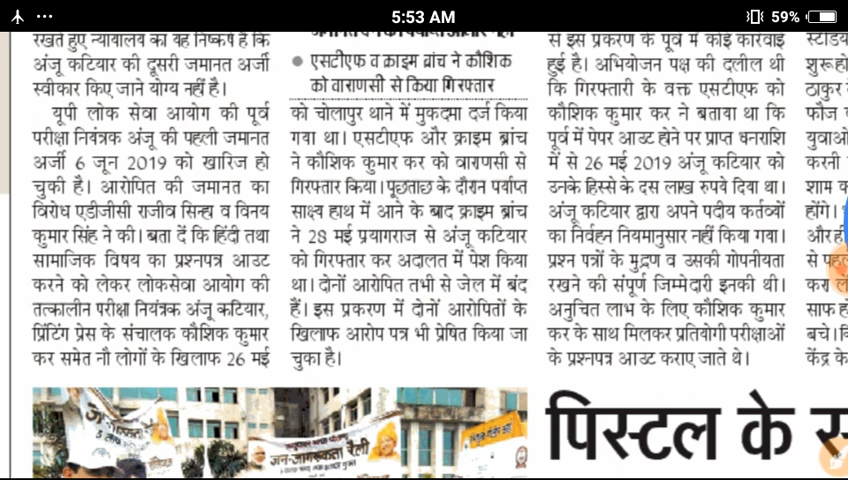 5:53 AM
59%
रखते हुए न्यायालय का यह निष्कर्ष है कि
अंजू कटियार की दूसरी जमानत अर्जी
स्वीकार किए जाने योग्य नहीं है।
यूपी लोक सेवा आयोग की पूर्व
परीक्षा नियंत्रक अंजू की पहली जमानत
अर्जी 6 जून 2019 को खारिज हो
चुकी है। आरोपित की जमानत का
विरोध एडीजीसी राजीव सिन्हा व विनय
कुमार सिंह ने की। बता दें कि हिंदी तथा
सामाजिक विषय का प्रश्नपत्र आउट
करने को लेकर लोकसेवा आयोग की
तत्कालीन परीक्षा नियंत्रक अंजू कटियार,
प्रिंटिंग प्रेस के संचालक कौशिक कुमार
कर समेत नौ लोगों के खिलाफ 26 मई
एसटीएफ व क्राइम ब्रांच ने कौशिक
को वाराणसी से किया गिरफ्तार
को चोलापुर थाने में मुकदमा दर्ज किया
गया था। एसटीएफ और क्राइम ब्रांच
ने कौशिक कुमार कर को वाराणसी से
गिरफ्तार किया। पूछताछ के दौरान पर्याप्त
साक्ष्य हाथ में आने के बाद क्राइम ब्रांच
ने 28 मई प्रयागराज से अंजू कटियार
को गिरफ्तार कर अदालत में पेश किया
था। दोनों आरोपित तभी से जेल में बंद
हैं। इस प्रकरण में दोनों आरोपितों के
खिलाफ आरोप पत्र भी प्रेषित किया जा
चुका है।
से इस प्रकरण के पूर्व में कोई कार्रवाई
हुई है। अभियोजन पक्ष की दलील थी
कि गिरफ्तारी के वक्त एसटीएफ को
कौशिक कुमार कर ने बताया था कि
पूर्व में पेपर आउट होने पर प्राप्त धनराशि
में से 26 मई 2019 अंजू कटियार को
उनके हिस्से के दस लाख रुपये दिया था।
अंजू कटियार द्वारा अपने पदीय कर्तव्यों
का निर्वहन नियमानुसार नहीं किया गया।
प्रश्न पत्रों के मुद्रण व उसकी गोपनीयता
रखने की संपूर्ण जिम्मेदारी इनकी थी।
अनुचित लाभ के लिए कौशिक कुमार
कर के साथ मिलकर प्रतियोगी परीक्षाओं
के प्रश्नपत्र आउट कराए जाते थे।
शुरू हो
ठाकुर
फौज
युवाओं
करनी
शाम
होंगे।
से पहले
साफ हो
बचे।
केंद्र के
जन-जागरूकता रैली
पिस्टल के